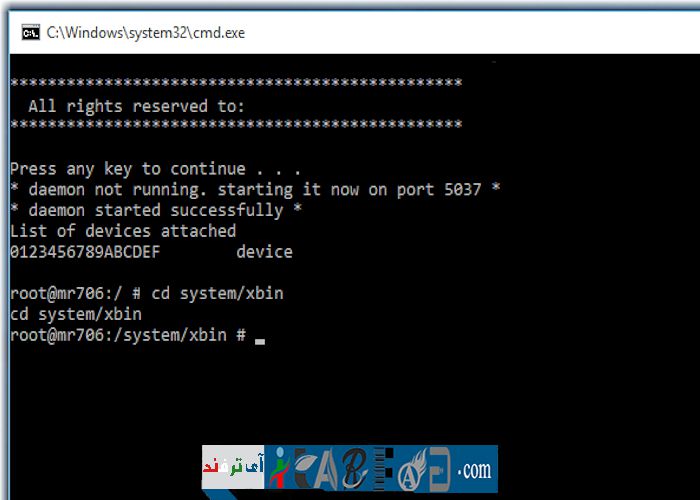 C:\Windows\system32\cmd.exe
************************************************
All rights reserved to:
************************************************
Press any key to continue . . .
* daemon not running. starting it now on port 5037 *
* daemon started successfully *
List of devices attached
0123456789ABCDEF        device
root@mr706:/ # cd system/xbin
cd system/xbin
root@mr706:/system/xbin # _
آی ترفند
.com